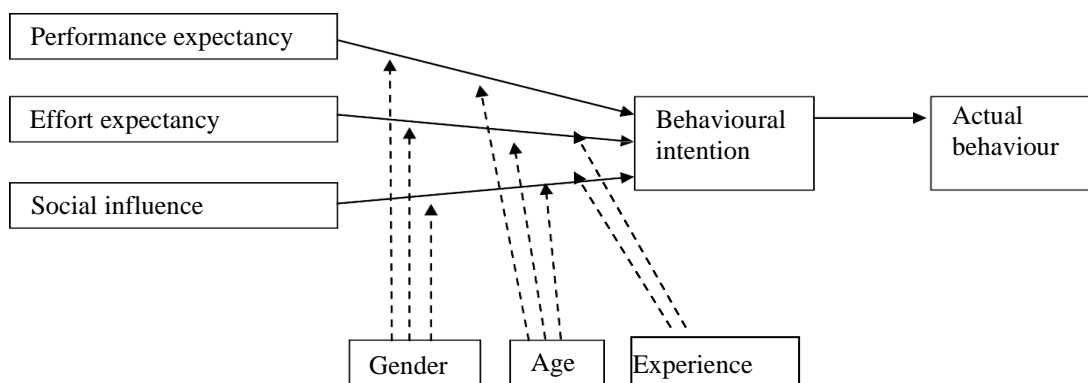 Performance expectancy
Effort expectancy
Social influence
Behavioural
intention
Actual
behaviour
Gender
Age
Experience